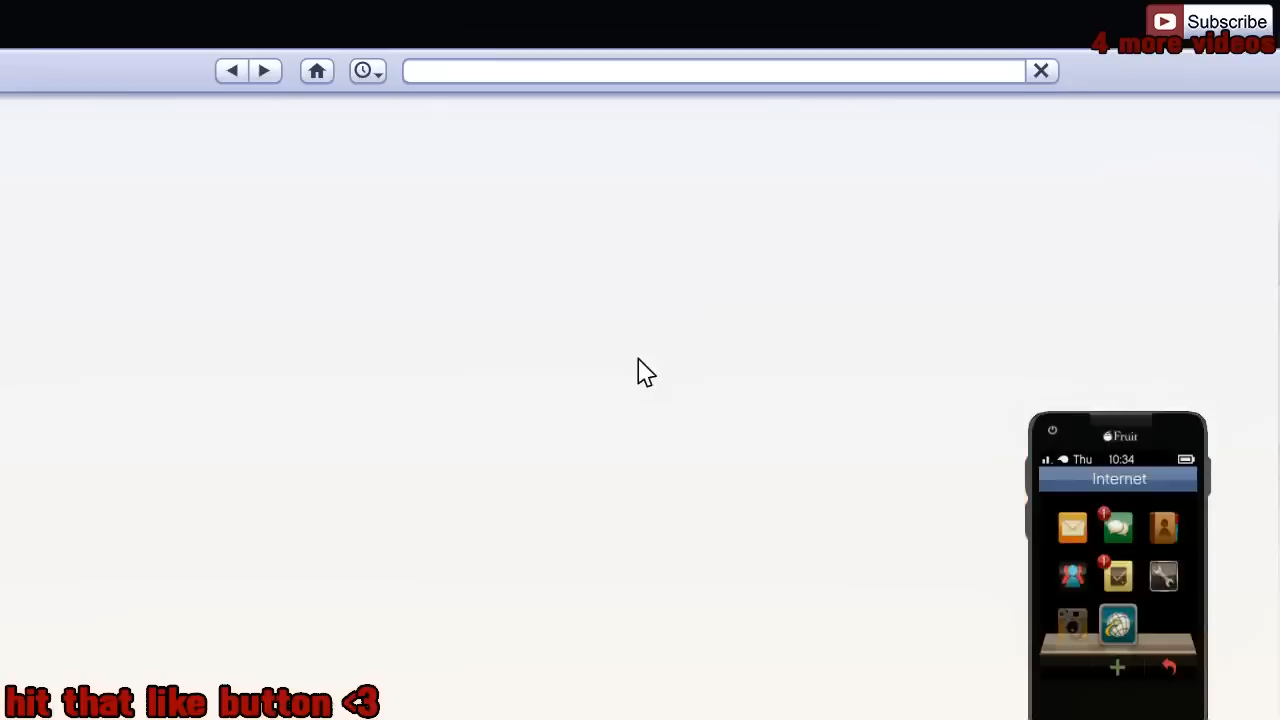 Subscribe
4 more videos
Fruit
Thu 10:34
Internet
hit that like button <3